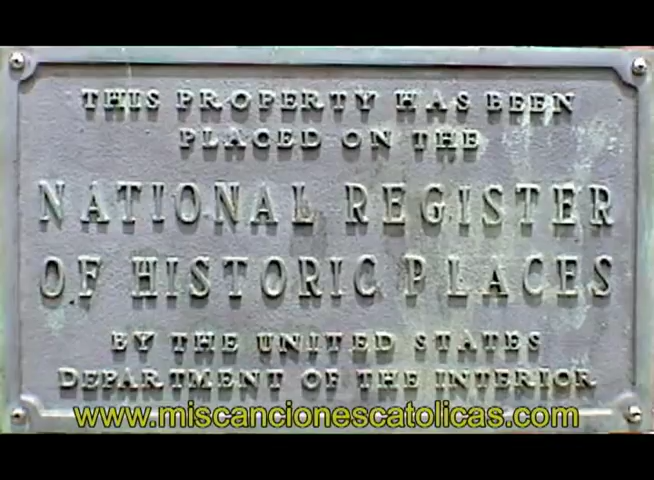 THIS PROPERTY HAS BEEN
PLACED ON THE
NATIONAL REGISTER
OF HISTORIC PLACES
BY THE UNITED STATES
DEPARTMENT OF THE INTERIOR
www.miscancionescatolicas.com